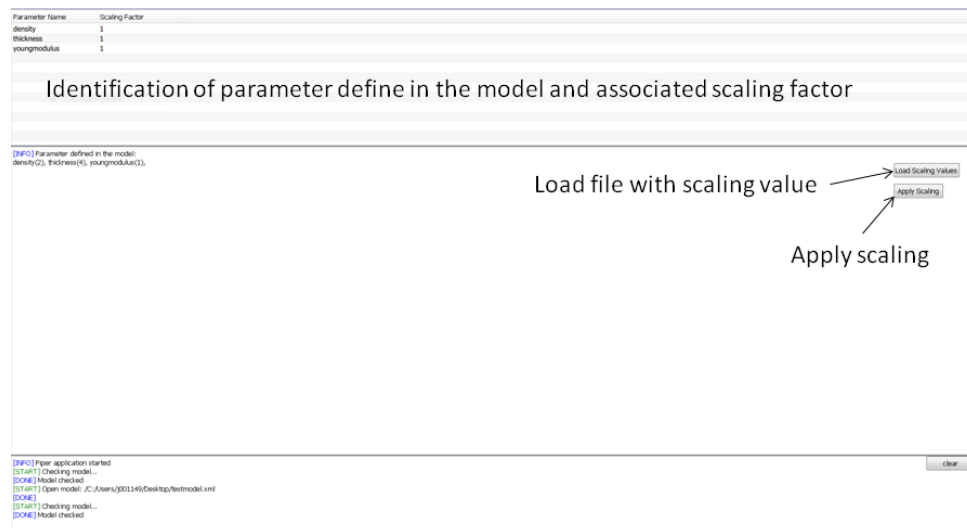 Parameter Name Scaling Factor
density 1
thickness 1
youngmodulus 1
Identification of parameter define in the model and associated scaling factor
[INFO] Parameter defined in the model:
density(2), thickness(4), youngmodulus(1),
Load Scaling Values
Load file with scaling value
Apply Scaling
Apply scaling
[INFO] Piper application started
clear
[START] Checking model...
[DONE] Model checked
[START] Open model: /C:/Users/j001149/Desktop/testmodel.xml
[DONE]
[START] Checking model...
[DONE] Model checked